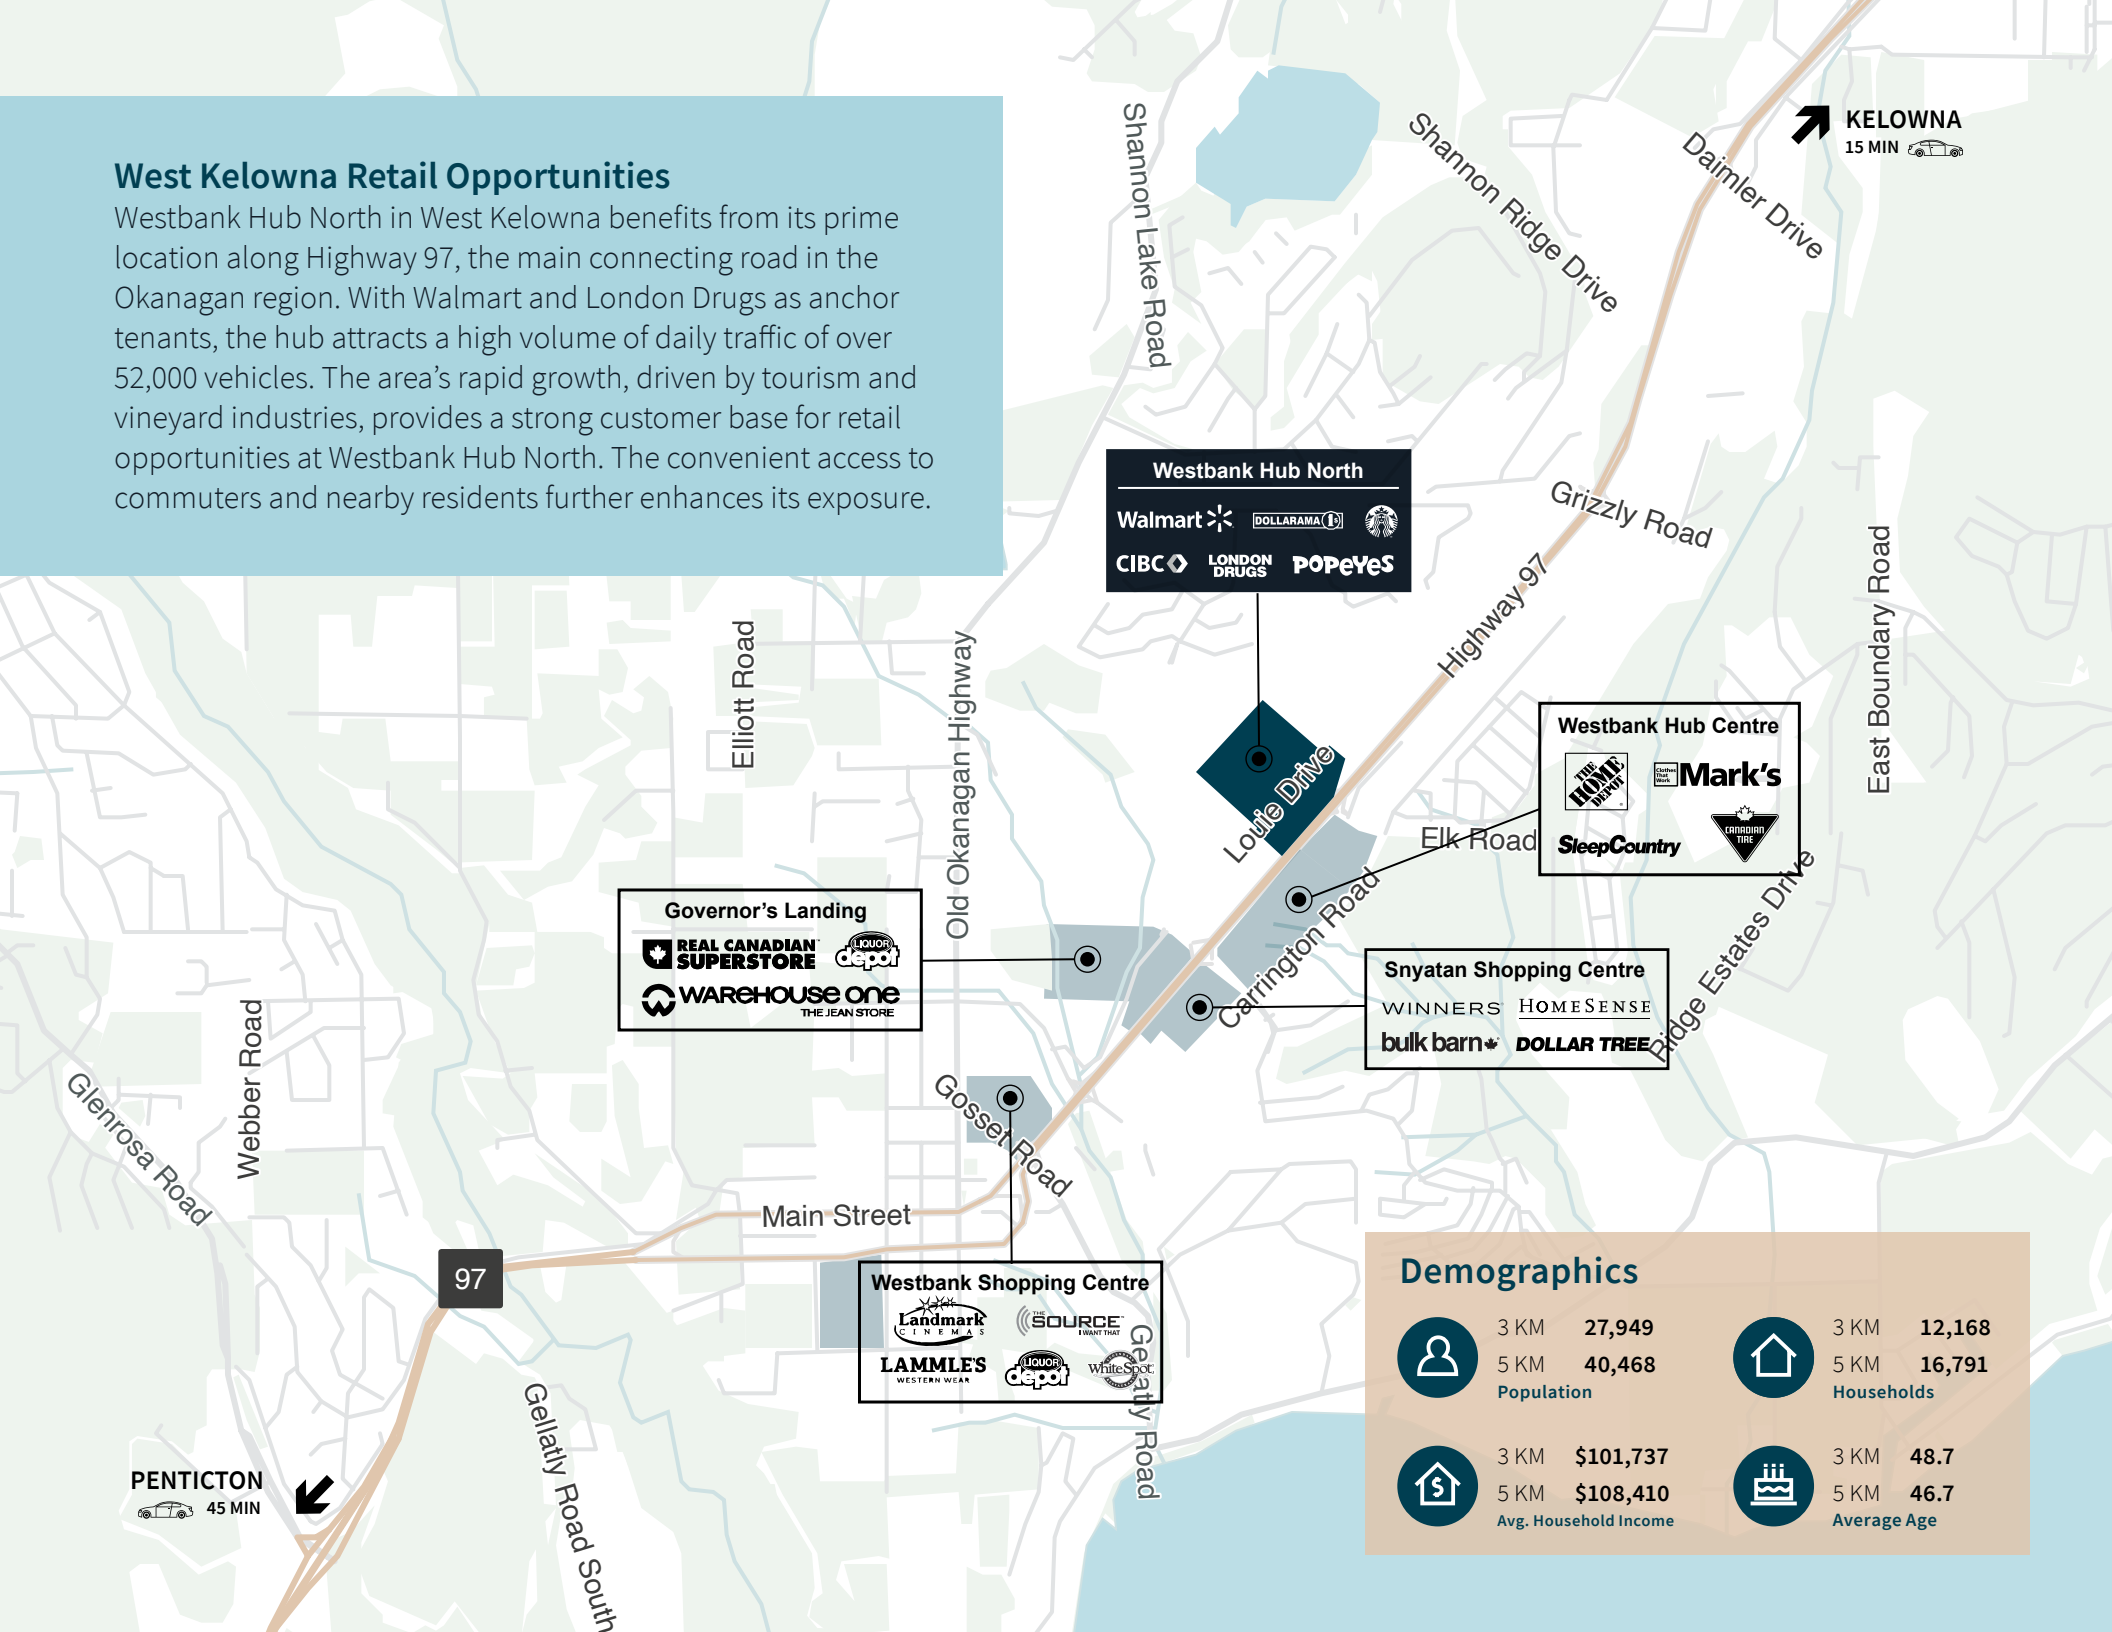 West Kelowna Retail Opportunities
Westbank Hub North in West Kelowna benefits from its prime
location along Highway 97, the main connecting road in the
Okanagan region. With Walmart and London Drugs as anchor
tenants, the hub attracts a high volume of daily traffic of over
52,000 vehicles. The area’s rapid growth, driven by tourism and
vineyard industries, provides a strong customer base for retail
opportunities at Westbank Hub North. The convenient access to
commuters and nearby residents further enhances its exposure.
KELOWNA
15 MIN
Shannon Lake Road
Shannon Ridge Drive
Daimler Drive
Westbank Hub North
Walmart
DOLLARAMA 1$
CIBC
LONDON
DRUGS
POPEYES
Grizzly Road
Highway 97
East Boundary Road
Elliott Road
Old Okanagan Highway
Louie Drive
Elk Road
Westbank Hub Centre
THE
HOME
DEPOT
Clothes
That
Work
Mark's
SleepCountry
CANADIAN
TIRE
Governor’s Landing
REAL CANADIAN
SUPERSTORE
LIQUOR
depot
WAREHOUSE ONE
THE JEAN STORE
Carrington Road
Ridge Estates Drive
Snyatan Shopping Centre
WINNERS
HOMESENSE
bulk barn
DOLLAR TREE
Webber Road
Glenrosa Road
Gosset Road
Main Street
97
Westbank Shopping Centre
Landmark
CINEMAS
THE
SOURCE
I WANT THAT
LAMMLE'S
WESTERN WEAR
LIQUOR
depot
White Spot
Gellatly Road
Gellatly Road South
PENTICTON
45 MIN
Demographics
3 KM 27,949
5 KM 40,468
Population
3 KM 12,168
5 KM 16,791
Households
3 KM $101,737
5 KM $108,410
Avg. Household Income
3 KM 48.7
5 KM 46.7
Average Age